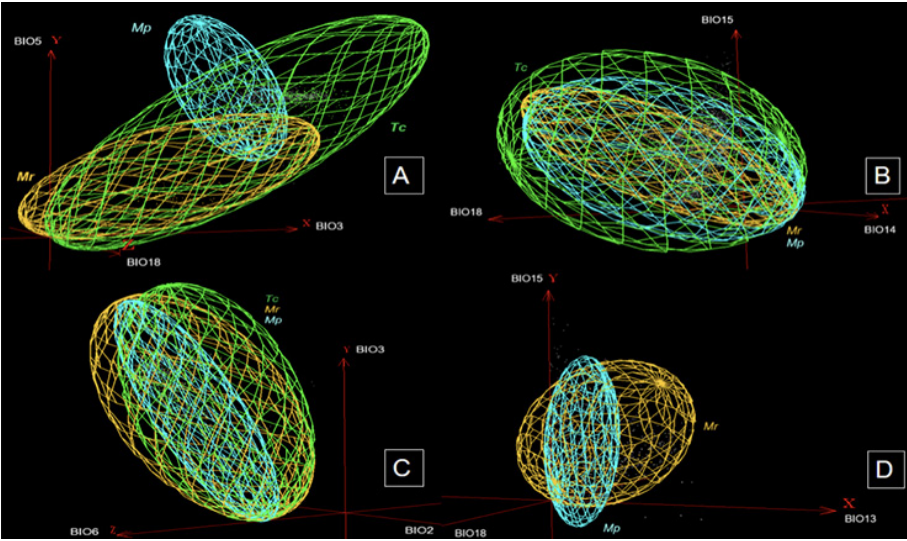 Mp
BIO5 Y
Tc
A
Mr
X BIO3
Z
BIO18
BIO15
Tc
B
BIO18
X
BIO14
Mr
Mp
Tc
Mr
Mp
Y BIO3
C
BIO6 Z
BIO2
BIO15 Y
Mr
D
X
BIO13
BIO18
Mp